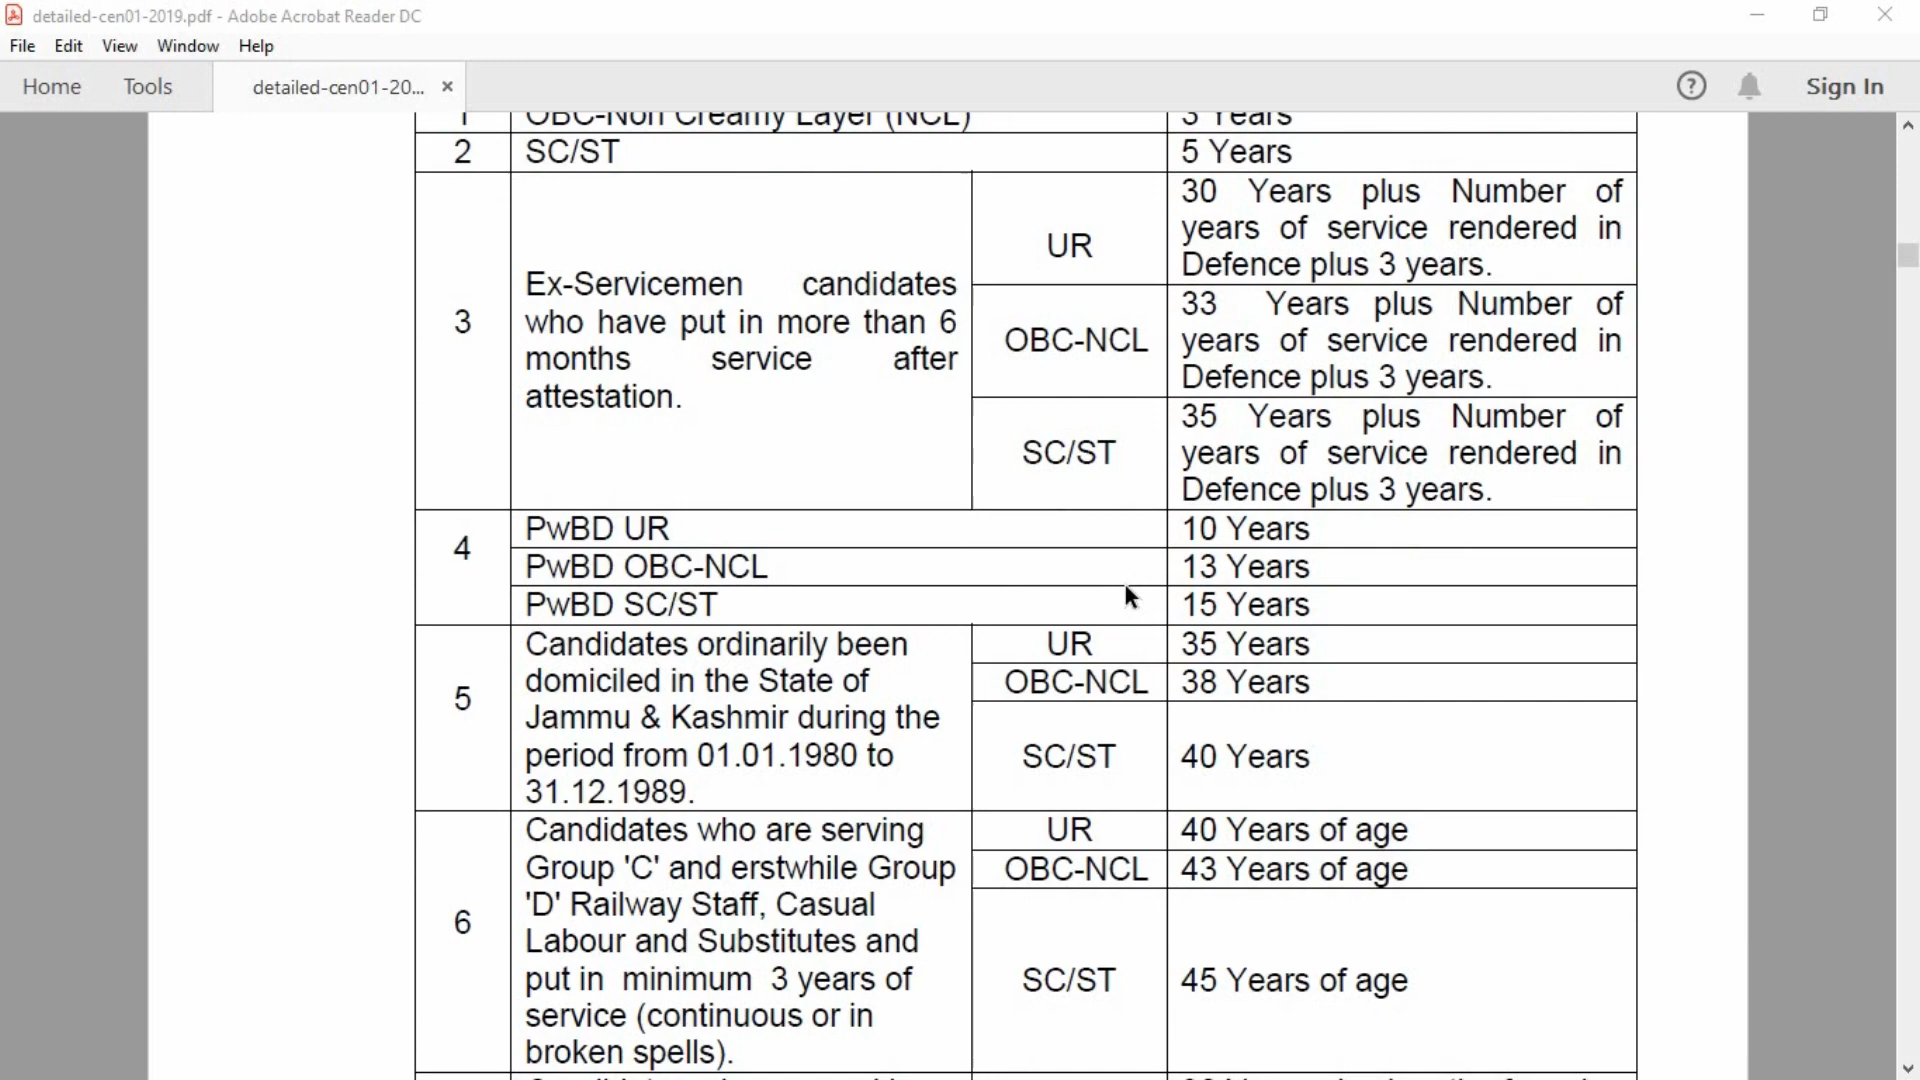 detailed-cen01-2019.pdf - Adobe Acrobat Reader DC
File Edit View Window Help
Home Tools detailed-cen01-20... × ? Sign In
1 OBC-Non Creamy Layer (NCL) 3 Years
2 SC/ST 5 Years
3 Ex-Servicemen candidates
who have put in more than 6
months service after
attestation.
UR 30 Years plus Number of
years of service rendered in
Defence plus 3 years.
OBC-NCL 33 Years plus Number of
years of service rendered in
Defence plus 3 years.
SC/ST 35 Years plus Number of
years of service rendered in
Defence plus 3 years.
4 PwBD UR 10 Years
PwBD OBC-NCL 13 Years
PwBD SC/ST 15 Years
5 Candidates ordinarily been
domiciled in the State of
Jammu & Kashmir during the
period from 01.01.1980 to
31.12.1989.
UR 35 Years
OBC-NCL 38 Years
SC/ST 40 Years
6 Candidates who are serving
Group 'C' and erstwhile Group
'D' Railway Staff, Casual
Labour and Substitutes and
put in minimum 3 years of
service (continuous or in
broken spells).
UR 40 Years of age
OBC-NCL 43 Years of age
SC/ST 45 Years of age